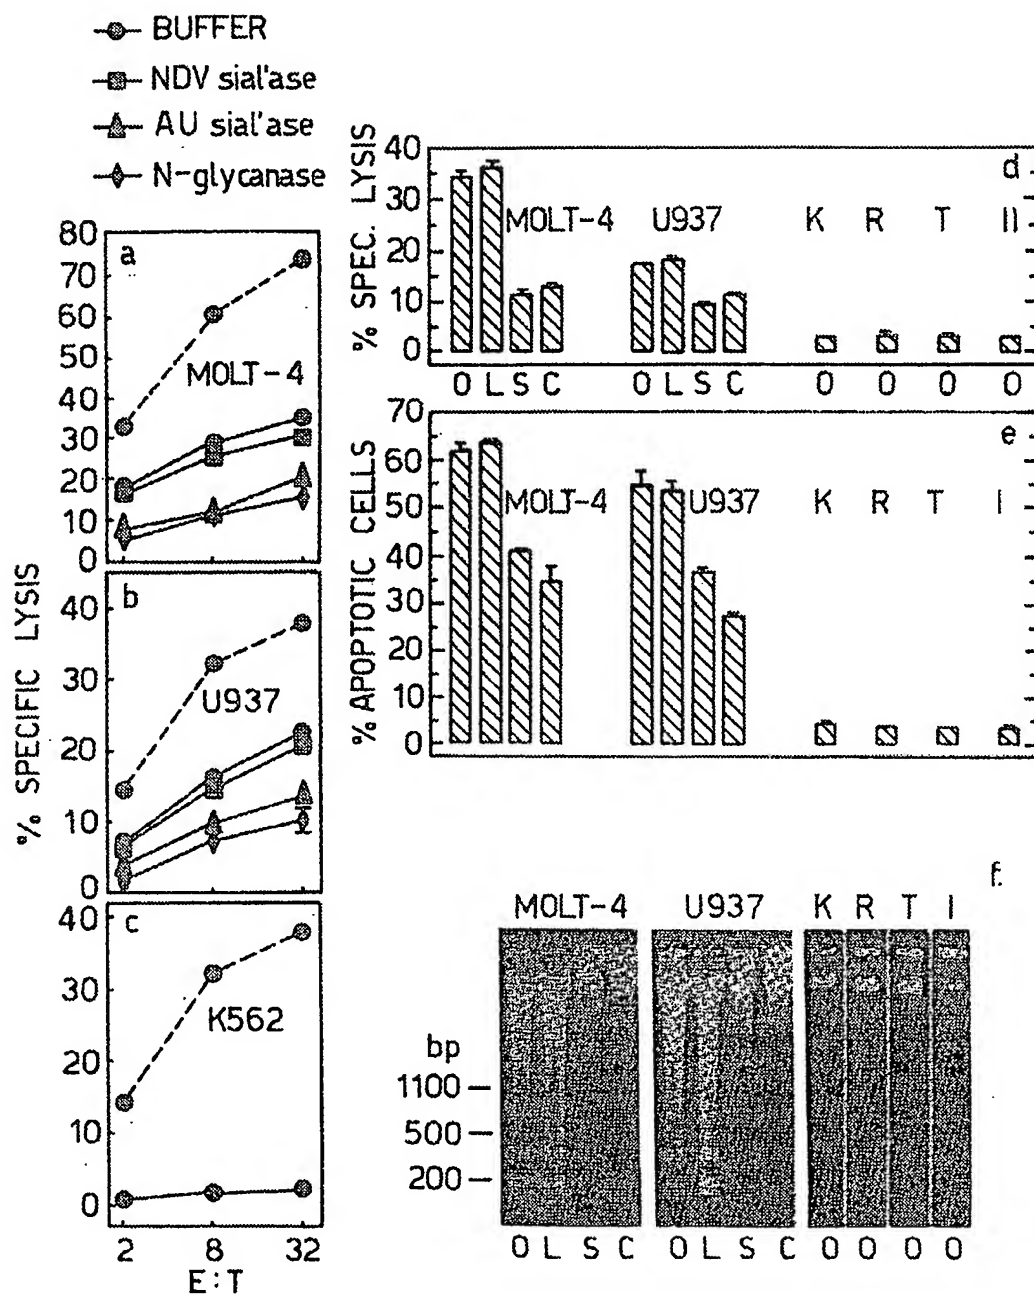 BUFFER
NDV sial'ase
AU sial'ase
N-glycanase
% SPECIFIC LYSIS
80
70
60
50
40
30
20
10
0
a
MOLT-4
40
30
20
10
0
b
U937
40
30
20
10
0
c
K562
2 8 32
E:T
% SPEC. LYSIS
40
30
20
10
0
d
MOLT-4 U937 K R T II
O L S C O L S C O O O O
% APOPTOTIC CELLS
70
60
50
40
30
20
10
0
e
MOLT-4 U937 K R T I
f.
MOLT-4 U937 K R T I
bp
1100
500
200
O L S C O L S C O O O O